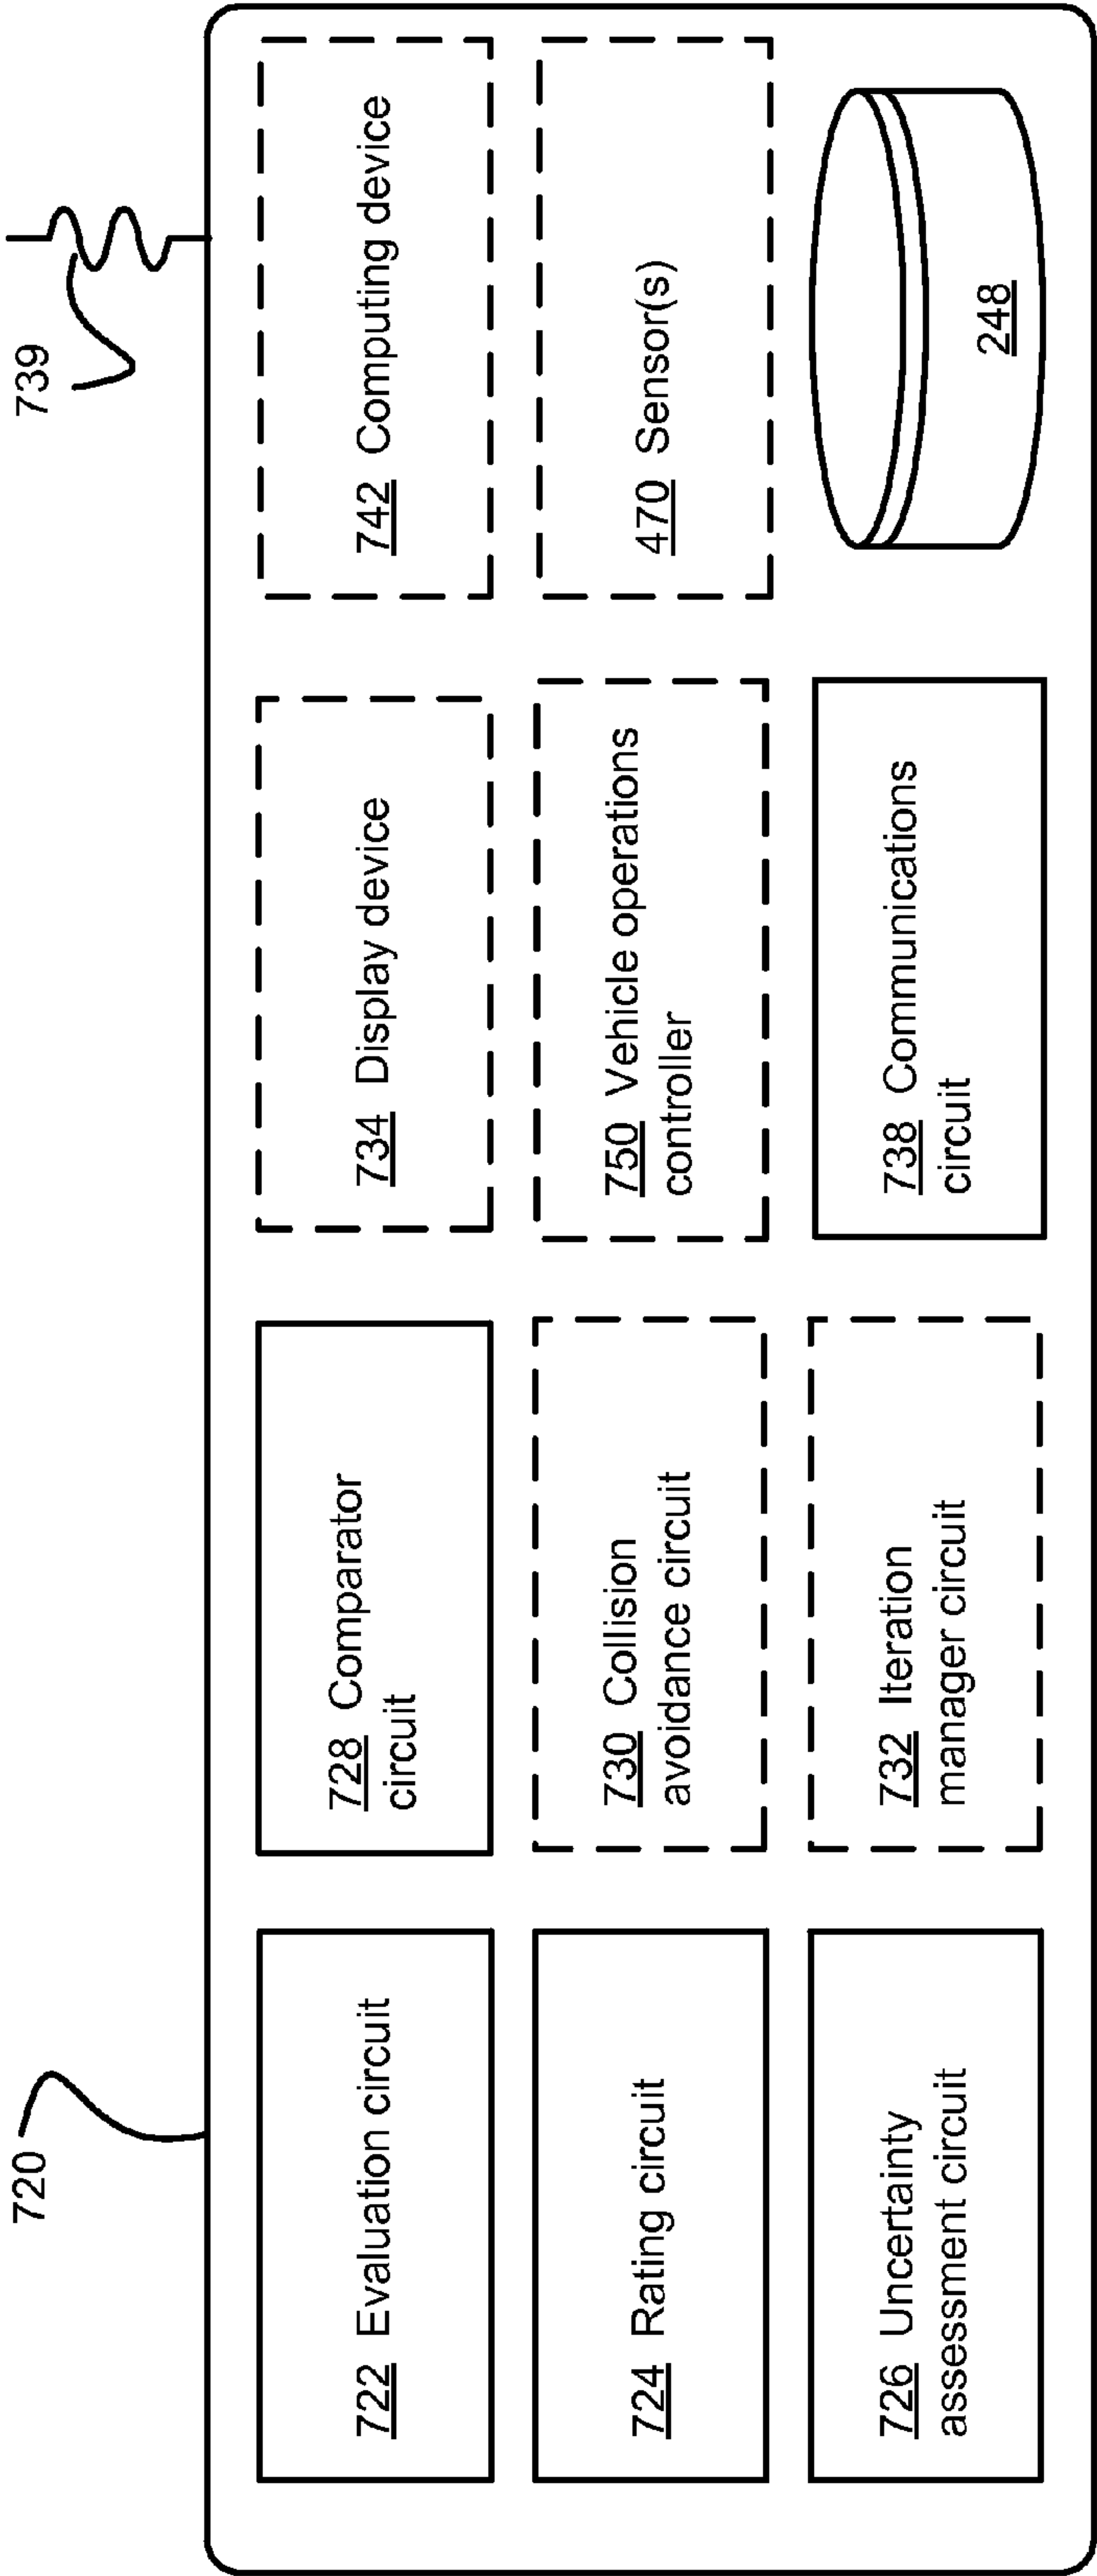 720
739
722 Evaluation circuit
724 Rating circuit
726 Uncertainty
assessment circuit
728 Comparator
circuit
730 Collision
avoidance circuit
732 Iteration
manager circuit
734 Display device
750 Vehicle operations
controller
738 Communications
circuit
742 Computing device
470 Sensor(s)
248